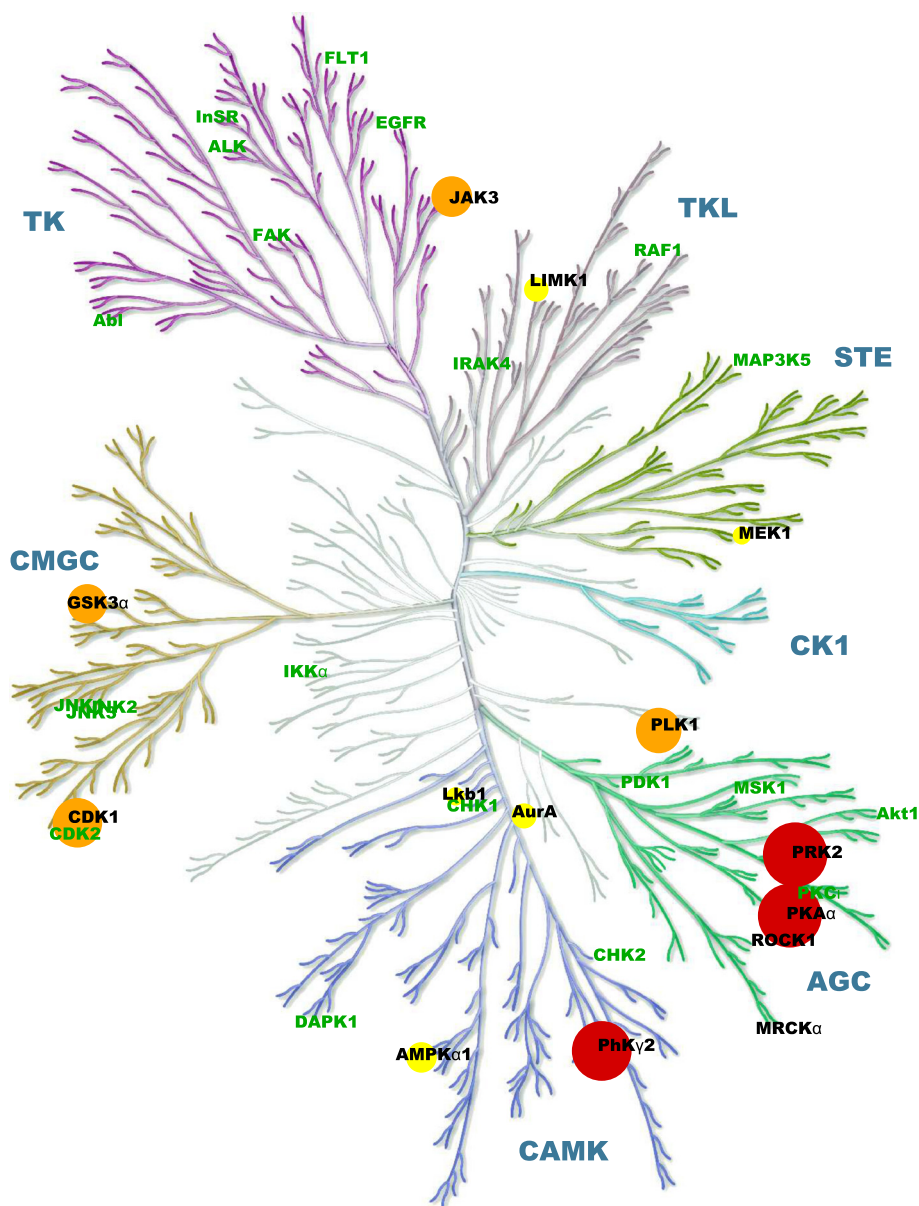 FLT1
InSR
EGFR
ALK
JAK3
TKL
TK
FAK
RAF1
LIMK1
Abl
STE
MAP3K5
IRAK4
MEK1
CMGC
GSK3α
CK1
IKKα
JNK2
JNK3
PLK1
PDK1
MSK1
Lkb1
CHK1
AurA
Akt1
CDK1
CDK2
PRK2
PKAα
ROCK1
CHK2
AGC
DAPK1
MRCKα
PhKγ2
AMPKα1
CAMK